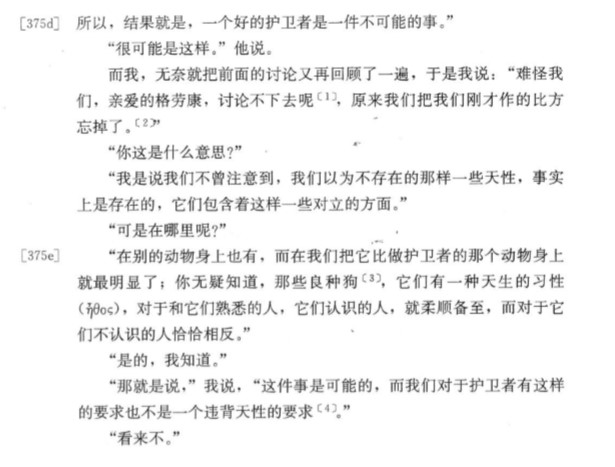 [375d] 所以，结果就是，一个好的护卫者是一件不可能的事。”
“很可能是这样。”他说。
而我，无奈就把前面的讨论又再回顾了一遍，于是我说：“难怪我
们，亲爱的格劳康，讨论不下去呢〔1〕，原来我们把我们刚才作的比方
忘掉了。〔2〕”
“你这是什么意思？”
“我是说我们不曾注意到，我们以为不存在的那样一些天性，事实
上是存在的，它们包含着这样一些对立的方面。”
“可是在哪里呢？”
[375e] “在别的动物身上也有，而在我们把它比做护卫者的那个动物身上
就最明显了；你无疑知道，那些良种狗〔3〕，它们有一种天生的习性
（ἦθος），对于和它们熟悉的人，它们认识的人，就柔顺备至，而对于它
们不认识的人恰恰相反。”
“是的，我知道。”
“那就是说，”我说，“这件事是可能的，而我们对于护卫者有这样
的要求也不是一个违背天性的要求〔4〕。”
“看来不。”